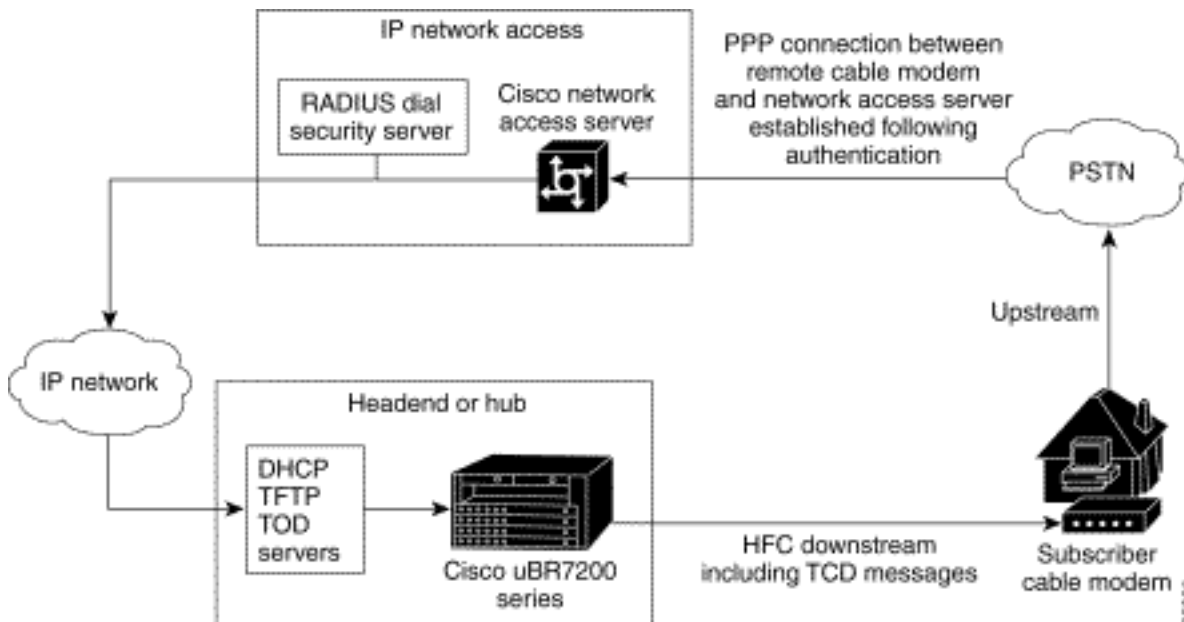 IP network access
RADIUS dial
security server
Cisco network
access server
PPP connection between
remote cable modem
and network access server
established following
authentication
PSTN
Upstream
IP network
Headend or hub
DHCP
TFTP
TOD
servers
Cisco uBR7200
series
HFC downstream
including TCD messages
Subscriber
cable modem